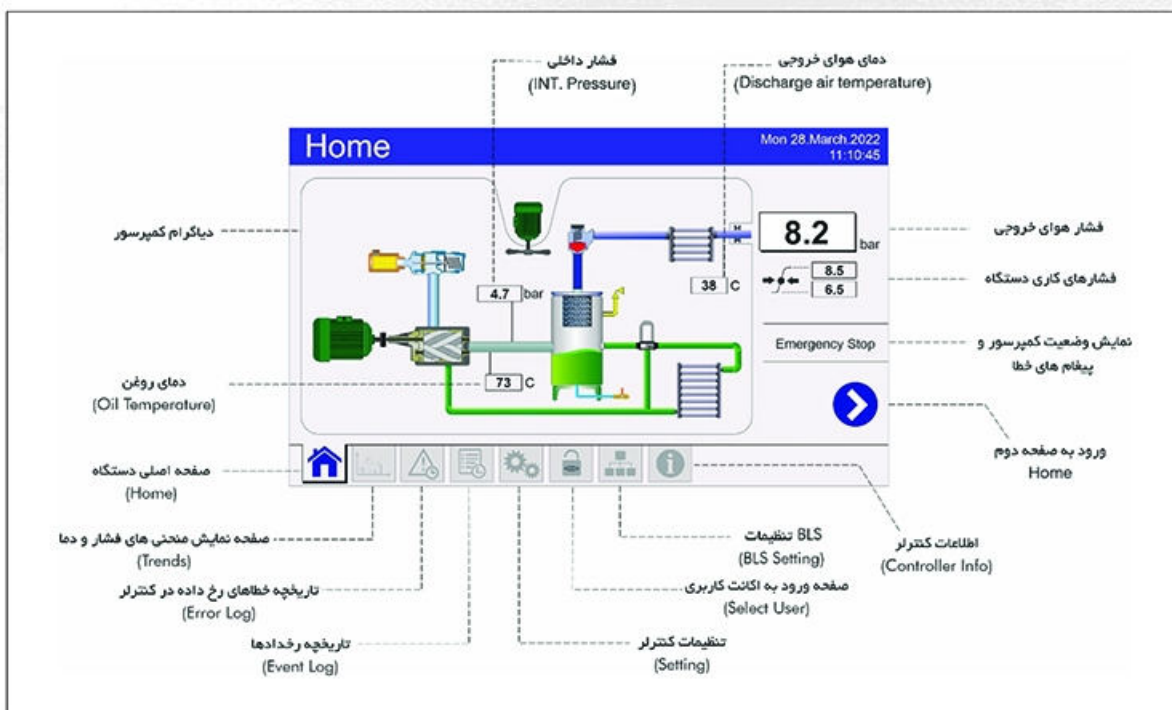 فشار داخلی
(INT. Pressure)
دمای هوای خروجی
(Discharge air temperature)
Home
Mon 28.March.2022
11:10:45
دیاگرام کمپرسور
8.2 bar
فشار هوای خروجی
8.5
6.5
فشارهای کاری دستگاه
4.7 bar
38 C
Emergency Stop
نمایش وضعیت کمپرسور و
پیغام های خطا
73 C
دمای روغن
(Oil Temperature)
ورود به صفحه دوم
Home
صفحه اصلی دستگاه
(Home)
صفحه نمایش منحنی های فشار و دما
(Trends)
تاریخچه خطاهای رخ داده در کنترلر
(Error Log)
تاریخچه رخدادها
(Event Log)
تنظیمات کنترلر
(Setting)
صفحه ورود به اکانت کاربری
(Select User)
تنظیمات BLS
(BLS Setting)
اطلاعات کنترلر
(Controller Info)